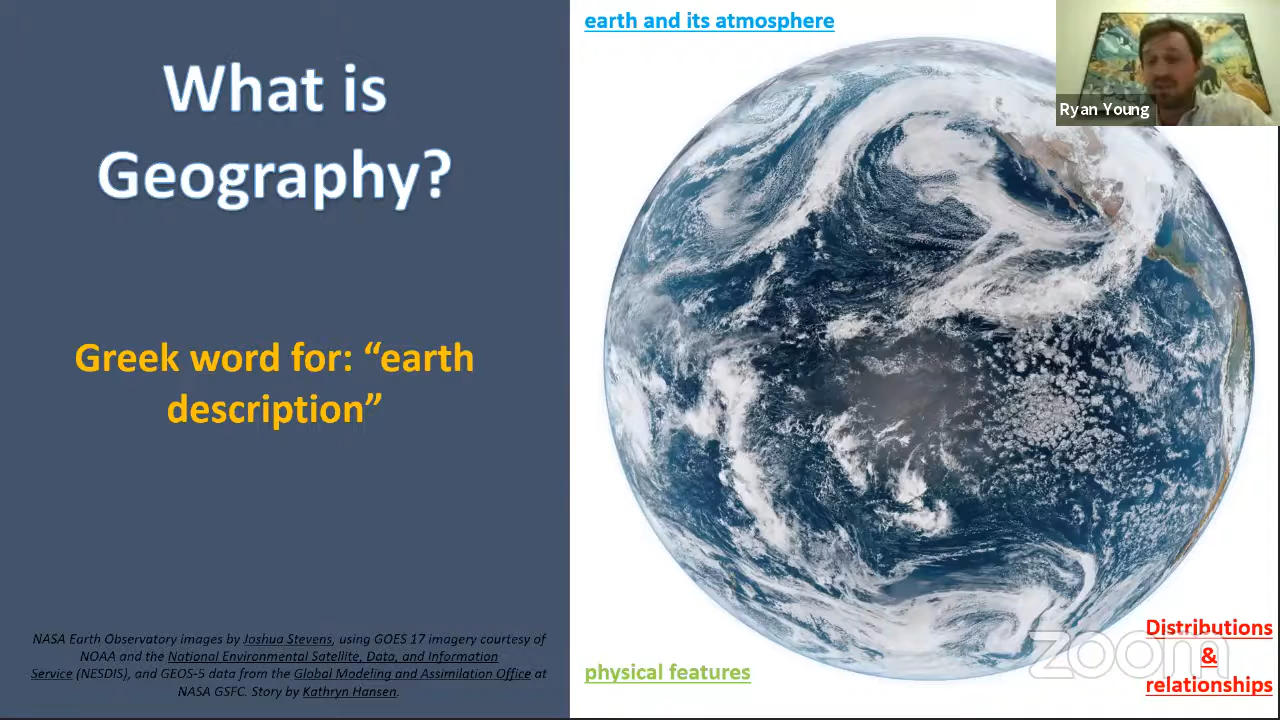 What is
Geography?
Greek word for: “earth
description”
NASA Earth Observatory images by Joshua Stevens, using GOES 17 imagery courtesy of
NOAA and the National Environmental Satellite, Data, and Information
Service (NESDIS), and GEOS-5 data from the Global Modeling and Assimilation Office at
NASA GSFC. Story by Kathryn Hansen.
earth and its atmosphere
Ryan Young
physical features
Distributions
&
relationships
zoom